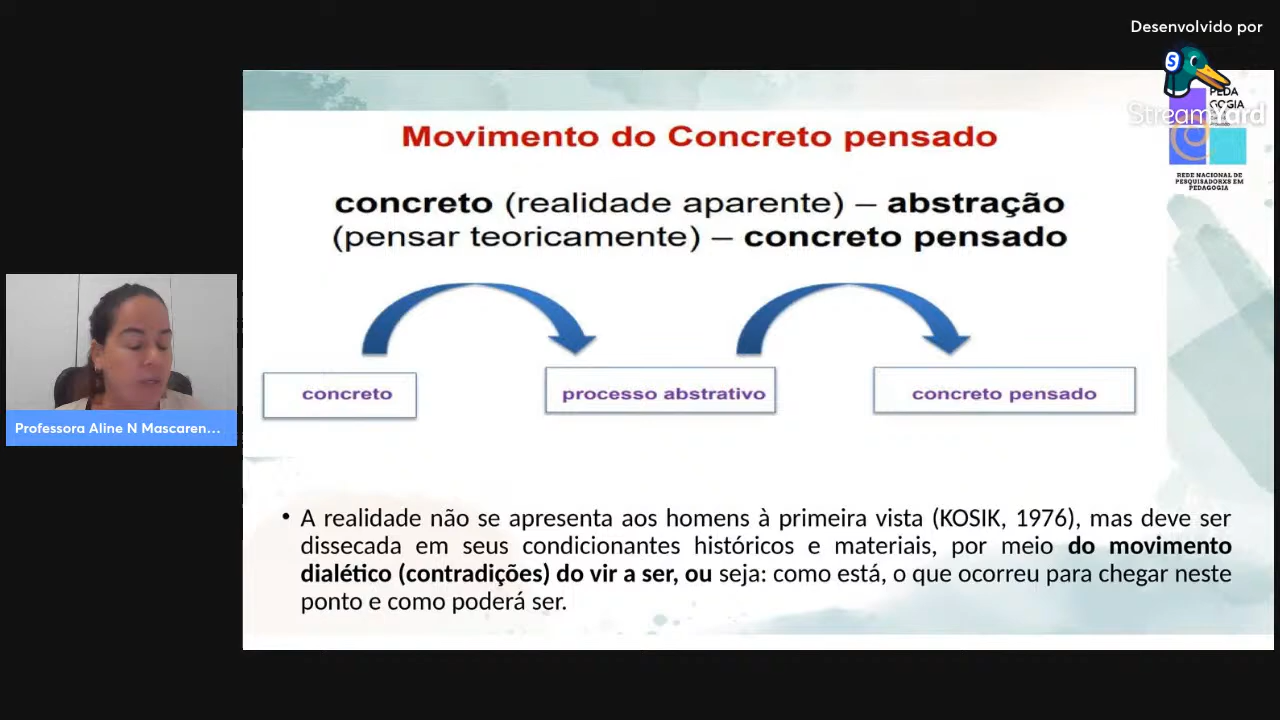 Desenvolvido por
StreamYard
PEDA
GOGIA
REDE NACIONAL DE
PESQUISADORXS EM
PEDAGOGIA
Movimento do Concreto pensado
concreto (realidade aparente) – abstração
(pensar teoricamente) – concreto pensado
concreto
processo abstrativo
concreto pensado
Professora Aline N Mascaren...
• A realidade não se apresenta aos homens à primeira vista (KOSIK, 1976), mas deve ser
dissecada em seus condicionantes históricos e materiais, por meio do movimento
dialético (contradições) do vir a ser, ou seja: como está, o que ocorreu para chegar neste
ponto e como poderá ser.